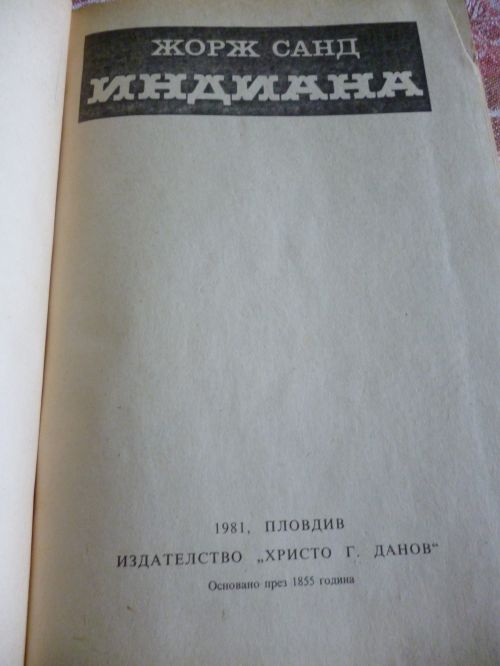 ЖОРЖ САНД
ИНДИАНА
1981, ПЛОВДИВ
ИЗДАТЕЛСТВО „ХРИСТО Г. ДАНОВ“
Основано през 1855 година